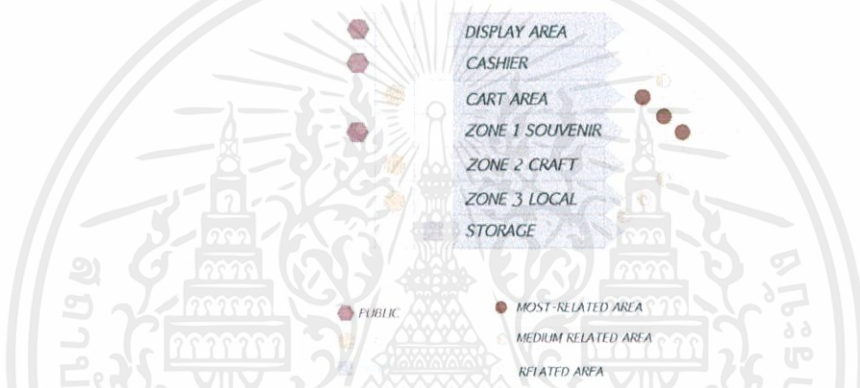 DISPLAY AREA
CASHIER
CART AREA
ZONE 1 SOUVENIR
ZONE 2 CRAFT
ZONE 3 LOCAL
STORAGE
PUBLIC
MOST-RELATED AREA
MEDIUM RELATED AREA
RELATED AREA